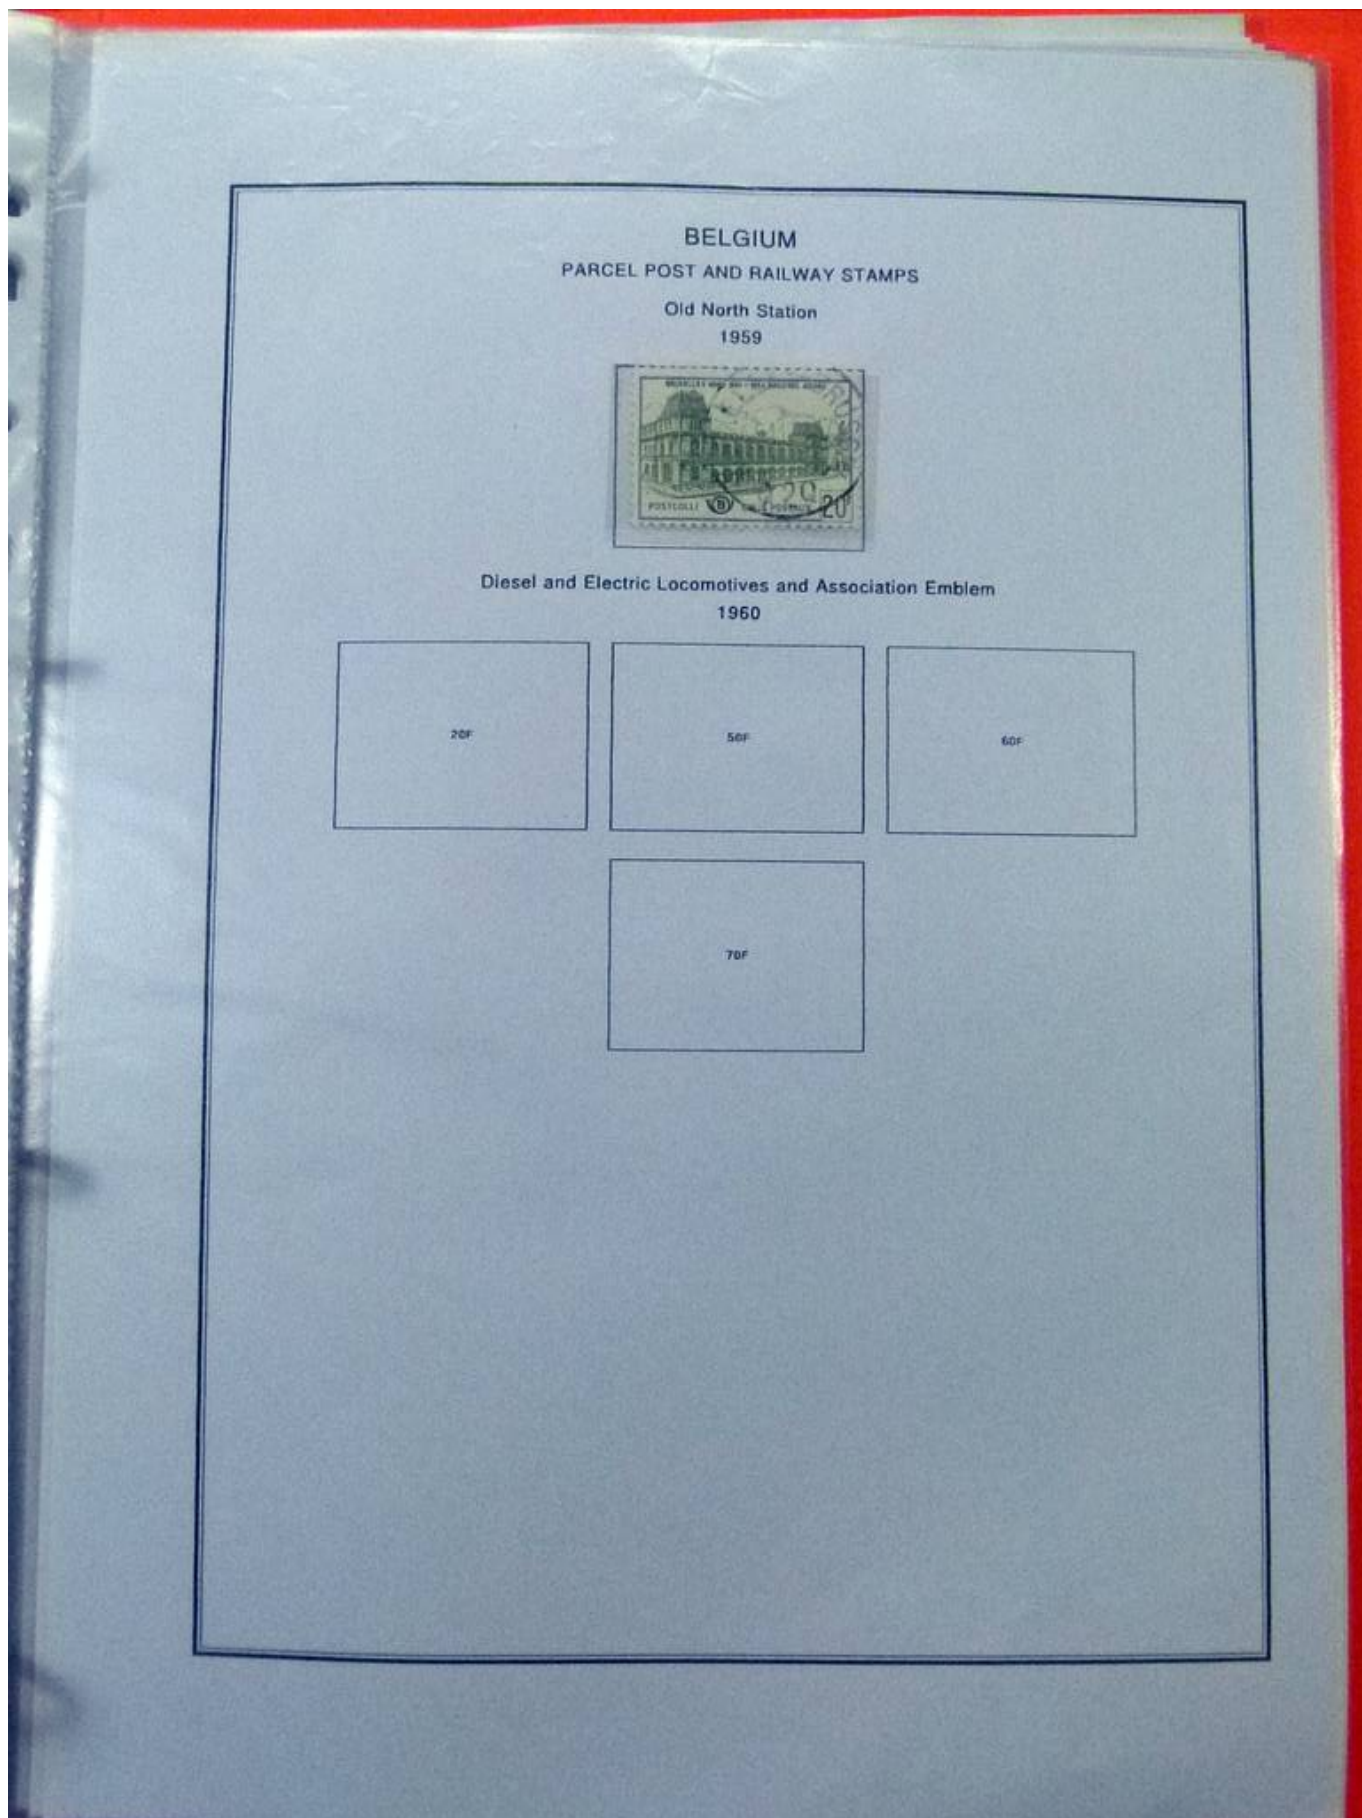 BELGIUM
PARCEL POST AND RAILWAY STAMPS
Old North Station
1959
POSTCOLLI B 20F
Diesel and Electric Locomotives and Association Emblem
1960
20F 50F 60F
70F